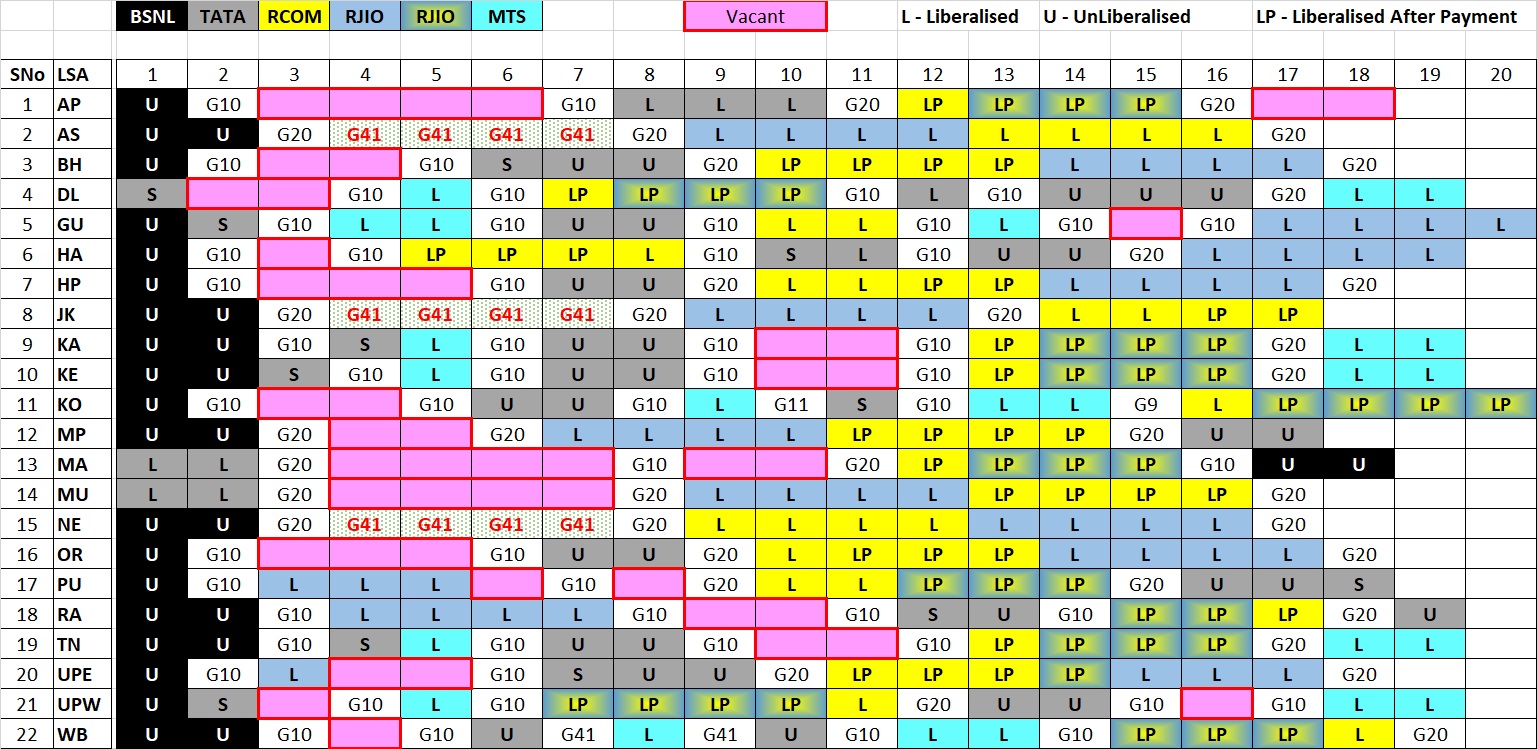 BSNL TATA RCOM RJIO RJIO MTS Vacant L - Liberalised U - UnLiberalised LP - Liberalised After Payment
SNo LSA 1 2 3 4 5 6 7 8 9 10 11 12 13 14 15 16 17 18 19 20
1 AP U G10 G10 L L L G20 LP LP LP LP G20
2 AS U U G20 G41 G41 G41 G41 G20 L L L L L L L L G20
3 BH U G10 G10 S U U G20 LP LP LP LP L L L L G20
4 DL S G10 L G10 LP LP LP LP G10 L G10 U U U G20 L L
5 GU U S G10 L L G10 U U G10 L L G10 L G10 G10 L L L L
6 HA U G10 G10 LP LP LP L G10 S L G10 U U G20 L L L L
7 HP U G10 G10 U U G10 L L LP LP L L L L G20
8 JK U U G20 G41 G41 G41 G41 G20 L L L L G20 L L LP LP
9 KA U U G10 S L G10 U U G10 G10 LP LP LP LP G20 L L
10 KE U U S G10 L G10 U U G10 G10 LP LP LP LP G20 L L
11 KO U G10 G10 U U G10 L G11 S G10 L L G9 L LP LP LP LP
12 MP U U G20 G20 L L L L LP LP LP LP G20 U U
13 MA L L G20 G10 G20 LP LP LP LP G10 U U
14 MU L L G20 G20 L L L L LP LP LP LP G20
15 NE U U G20 G41 G41 G41 G41 G20 L L L L L L L L G20
16 OR U G10 G10 U U G20 L LP LP LP L L L L G20
17 PU U G10 L L L G10 G20 L L LP LP LP G20 U U S
18 RA U U G10 L L L L G10 G10 S U G10 LP LP LP G20 U
19 TN U U G10 S L G10 U U G10 G10 LP LP LP LP G20 L L
20 UPE U G10 L G10 S U U G20 LP LP LP LP L L L G20
21 UPW U S G10 L G10 LP LP LP LP L G20 U U G10 G10 L L
22 WB U U G10 G10 U G41 L G41 U G10 L L G10 LP LP LP L G20